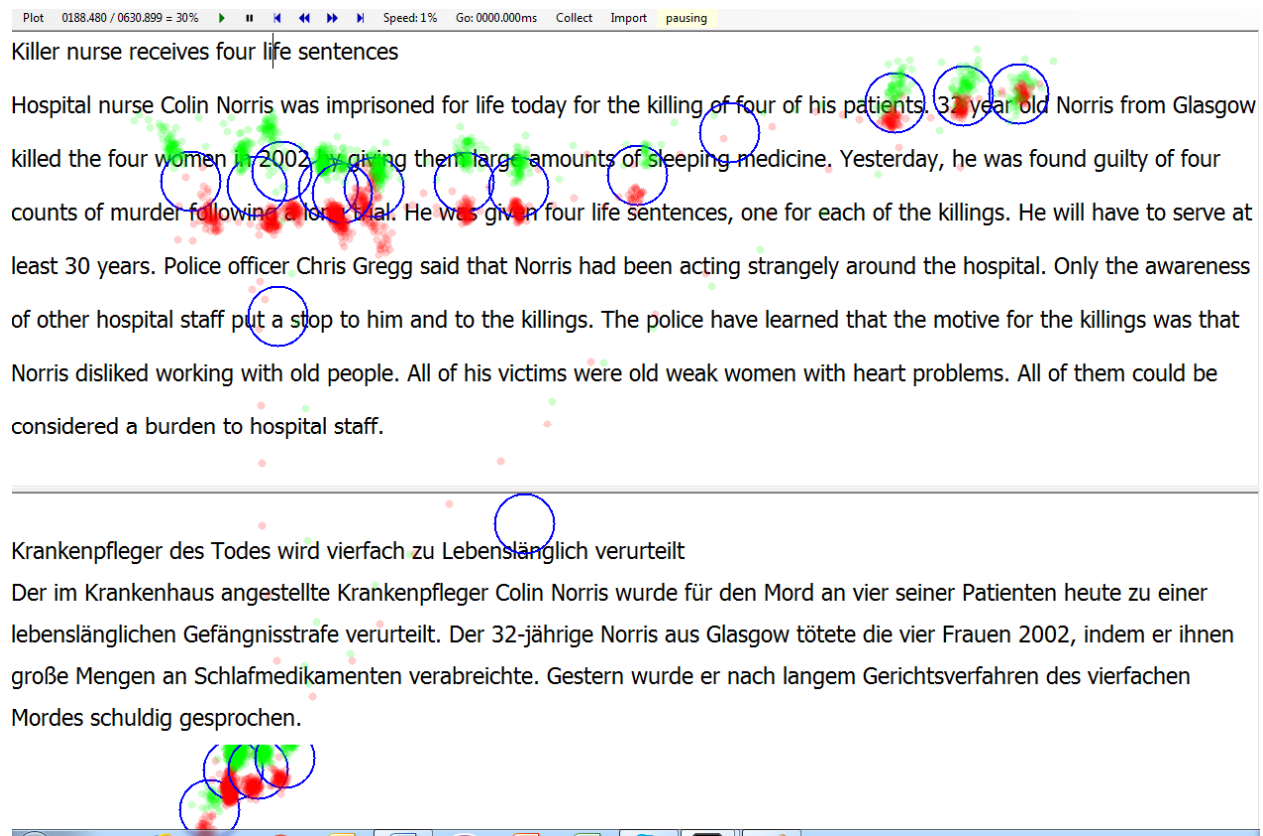 Plot 0188.480 / 0630.899 = 30% Speed: 1% Go: 0000.000ms Collect Import pausing
Killer nurse receives four life sentences
Hospital nurse Colin Norris was imprisoned for life today for the killing of four of his patients. 32 year old Norris from Glasgow
killed the four women in 2002 by giving them large amounts of sleeping medicine. Yesterday, he was found guilty of four
counts of murder following a long trial. He was given four life sentences, one for each of the killings. He will have to serve at
least 30 years. Police officer Chris Gregg said that Norris had been acting strangely around the hospital. Only the awareness
of other hospital staff put a stop to him and to the killings. The police have learned that the motive for the killings was that
Norris disliked working with old people. All of his victims were old weak women with heart problems. All of them could be
considered a burden to hospital staff.
Krankenpfleger des Todes wird vierfach zu Lebenslänglich verurteilt
Der im Krankenhaus angestellte Krankenpfleger Colin Norris wurde für den Mord an vier seiner Patienten heute zu einer
lebenslänglichen Gefängnisstrafe verurteilt. Der 32-jährige Norris aus Glasgow tötete die vier Frauen 2002, indem er ihnen
große Mengen an Schlafmedikamenten verabreichte. Gestern wurde er nach langem Gerichtsverfahren des vierfachen
Mordes schuldig gesprochen.